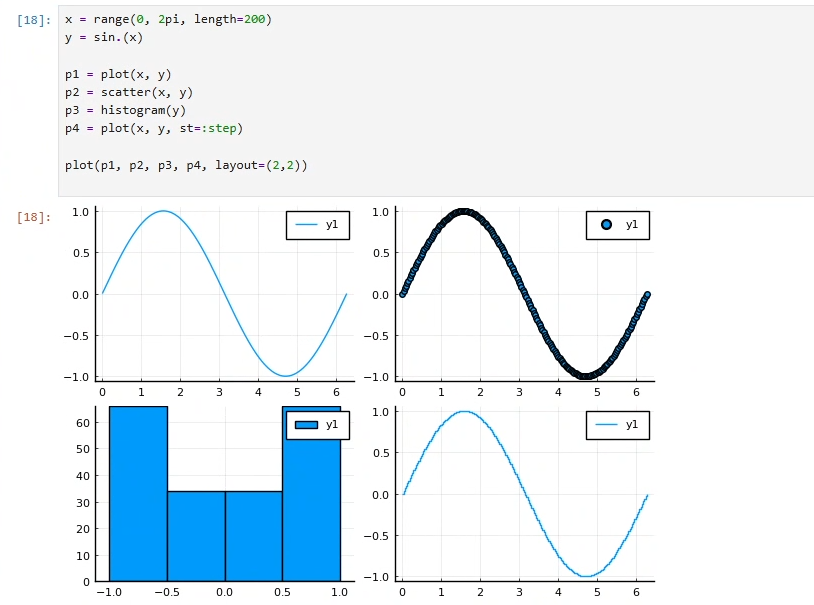 [18]: x = range(0, 2pi, length=200)
y = sin.(x)
p1 = plot(x, y)
p2 = scatter(x, y)
p3 = histogram(y)
p4 = plot(x, y, st=:step)
plot(p1, p2, p3, p4, layout=(2,2))
[18]:
1.0
0.5
0.0
−0.5
−1.0
0 1 2 3 4 5 6
y1
1.0
0.5
0.0
−0.5
−1.0
0 1 2 3 4 5 6
y1
60
50
40
30
20
10
0
−1.0 −0.5 0.0 0.5 1.0
y1
1.0
0.5
0.0
−0.5
−1.0
0 1 2 3 4 5 6
y1